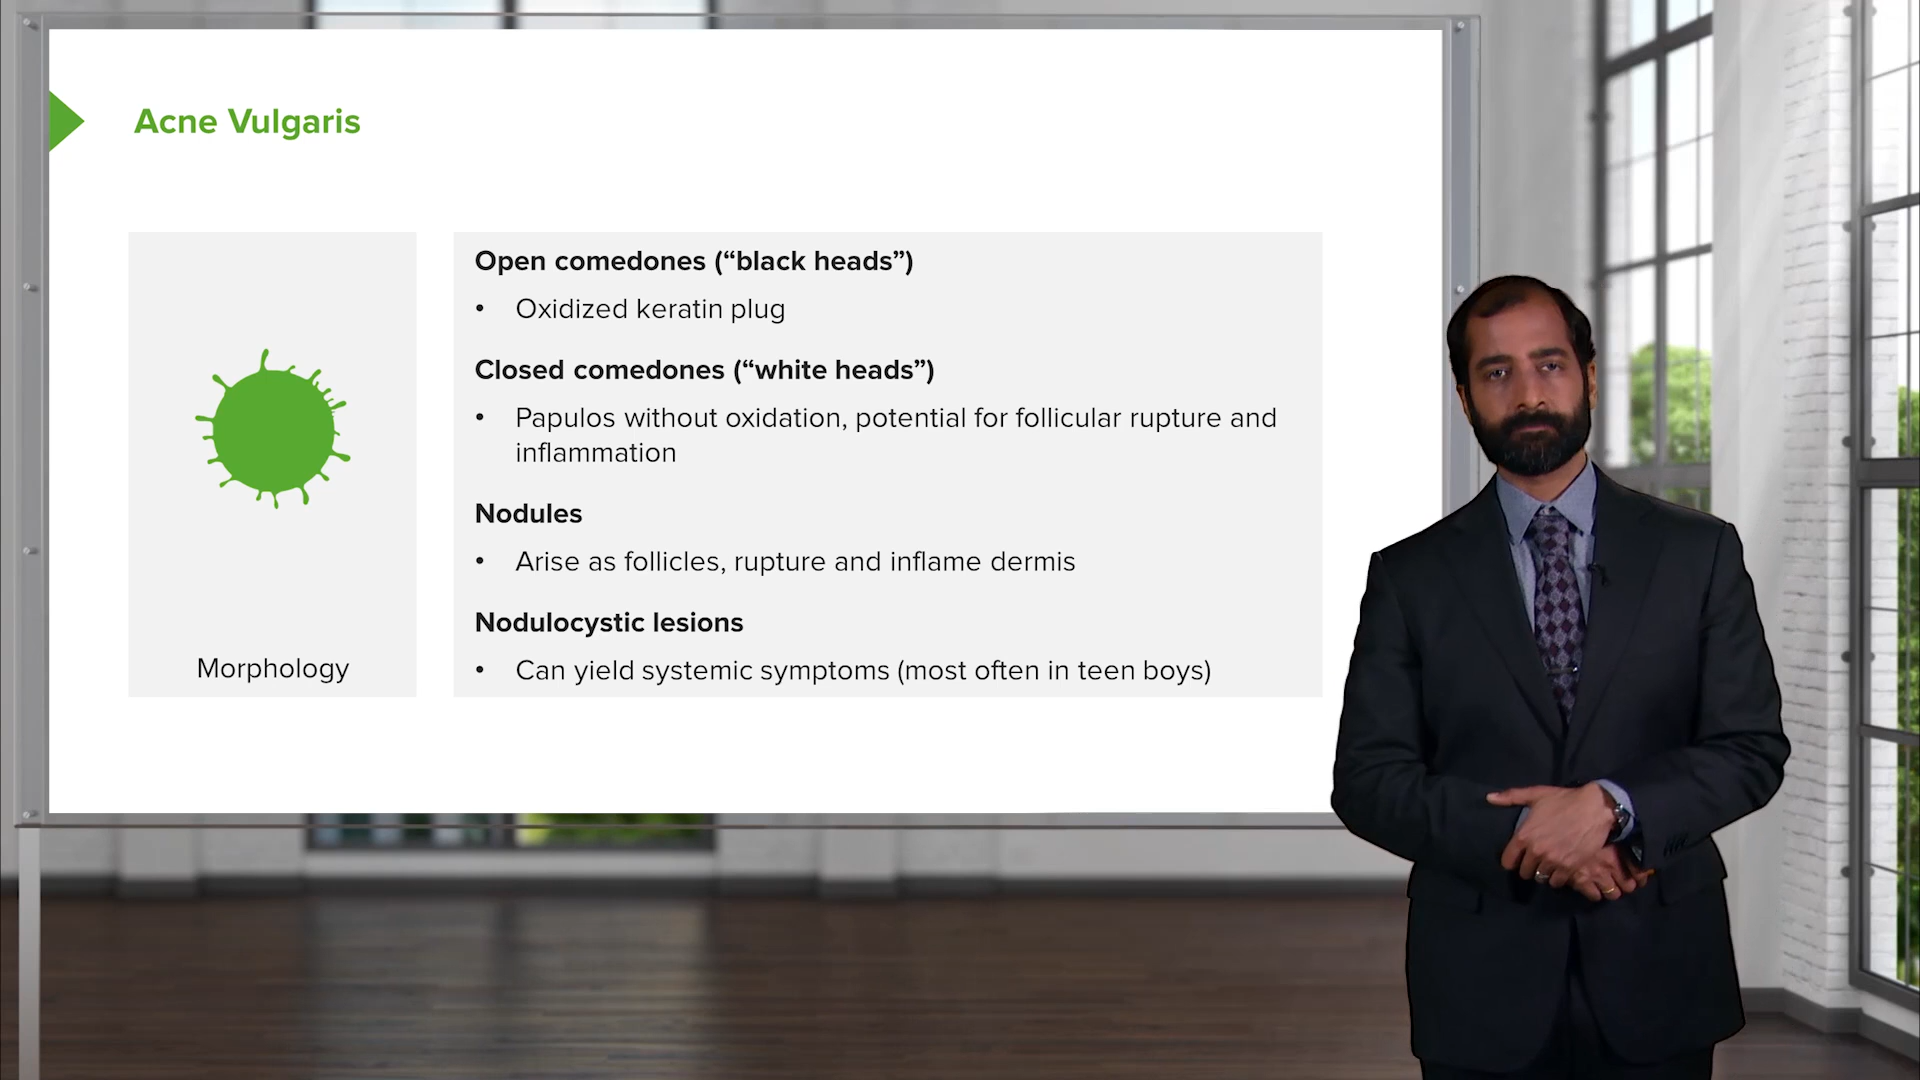 Acne Vulgaris
Open comedones (“black heads”)
• Oxidized keratin plug
Closed comedones (“white heads”)
• Papulos without oxidation, potential for follicular rupture and
inflammation
Nodules
• Arise as follicles, rupture and inflame dermis
Nodulocystic lesions
• Can yield systemic symptoms (most often in teen boys)
Morphology